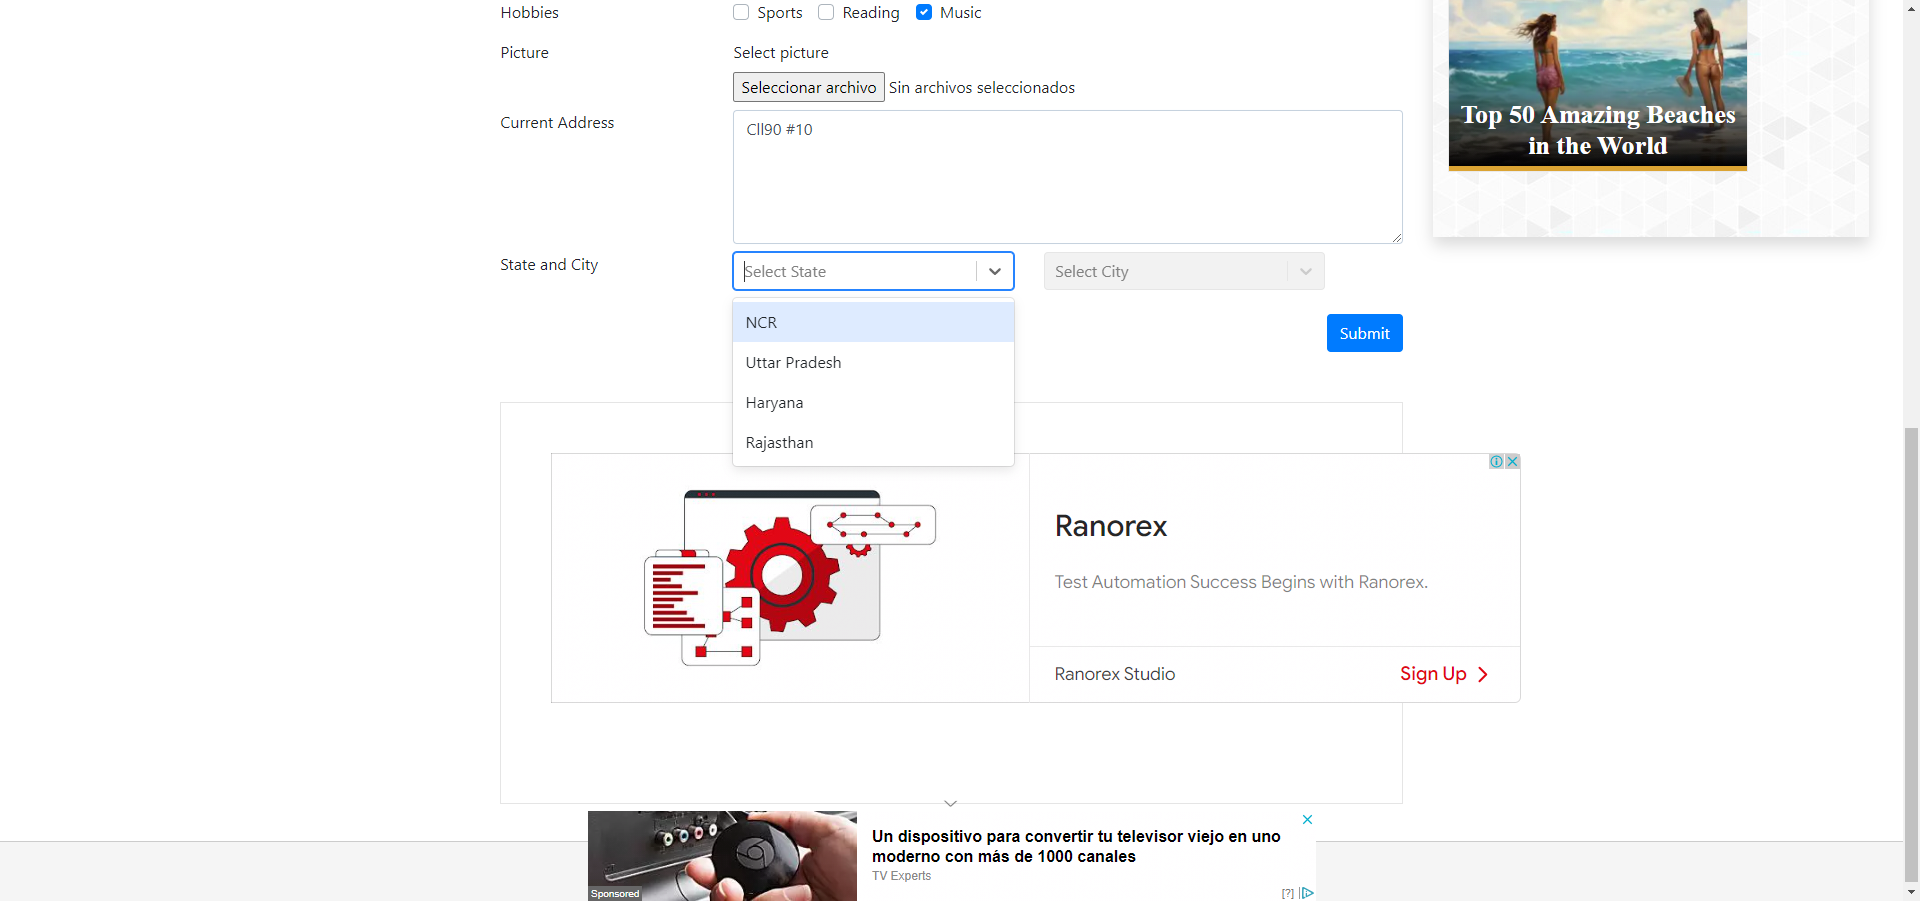 Hobbies
Sports Reading Music
Picture
Select picture
Seleccionar archivo Sin archivos seleccionados
Current Address
Cll90 #10
State and City
Select State
Select City
NCR
Uttar Pradesh
Haryana
Rajasthan
Submit
Top 50 Amazing Beaches
in the World
Ranorex
Test Automation Success Begins with Ranorex.
Ranorex Studio
Sign Up
Un dispositivo para convertir tu televisor viejo en uno
moderno con más de 1000 canales
TV Experts
Sponsored
[?]